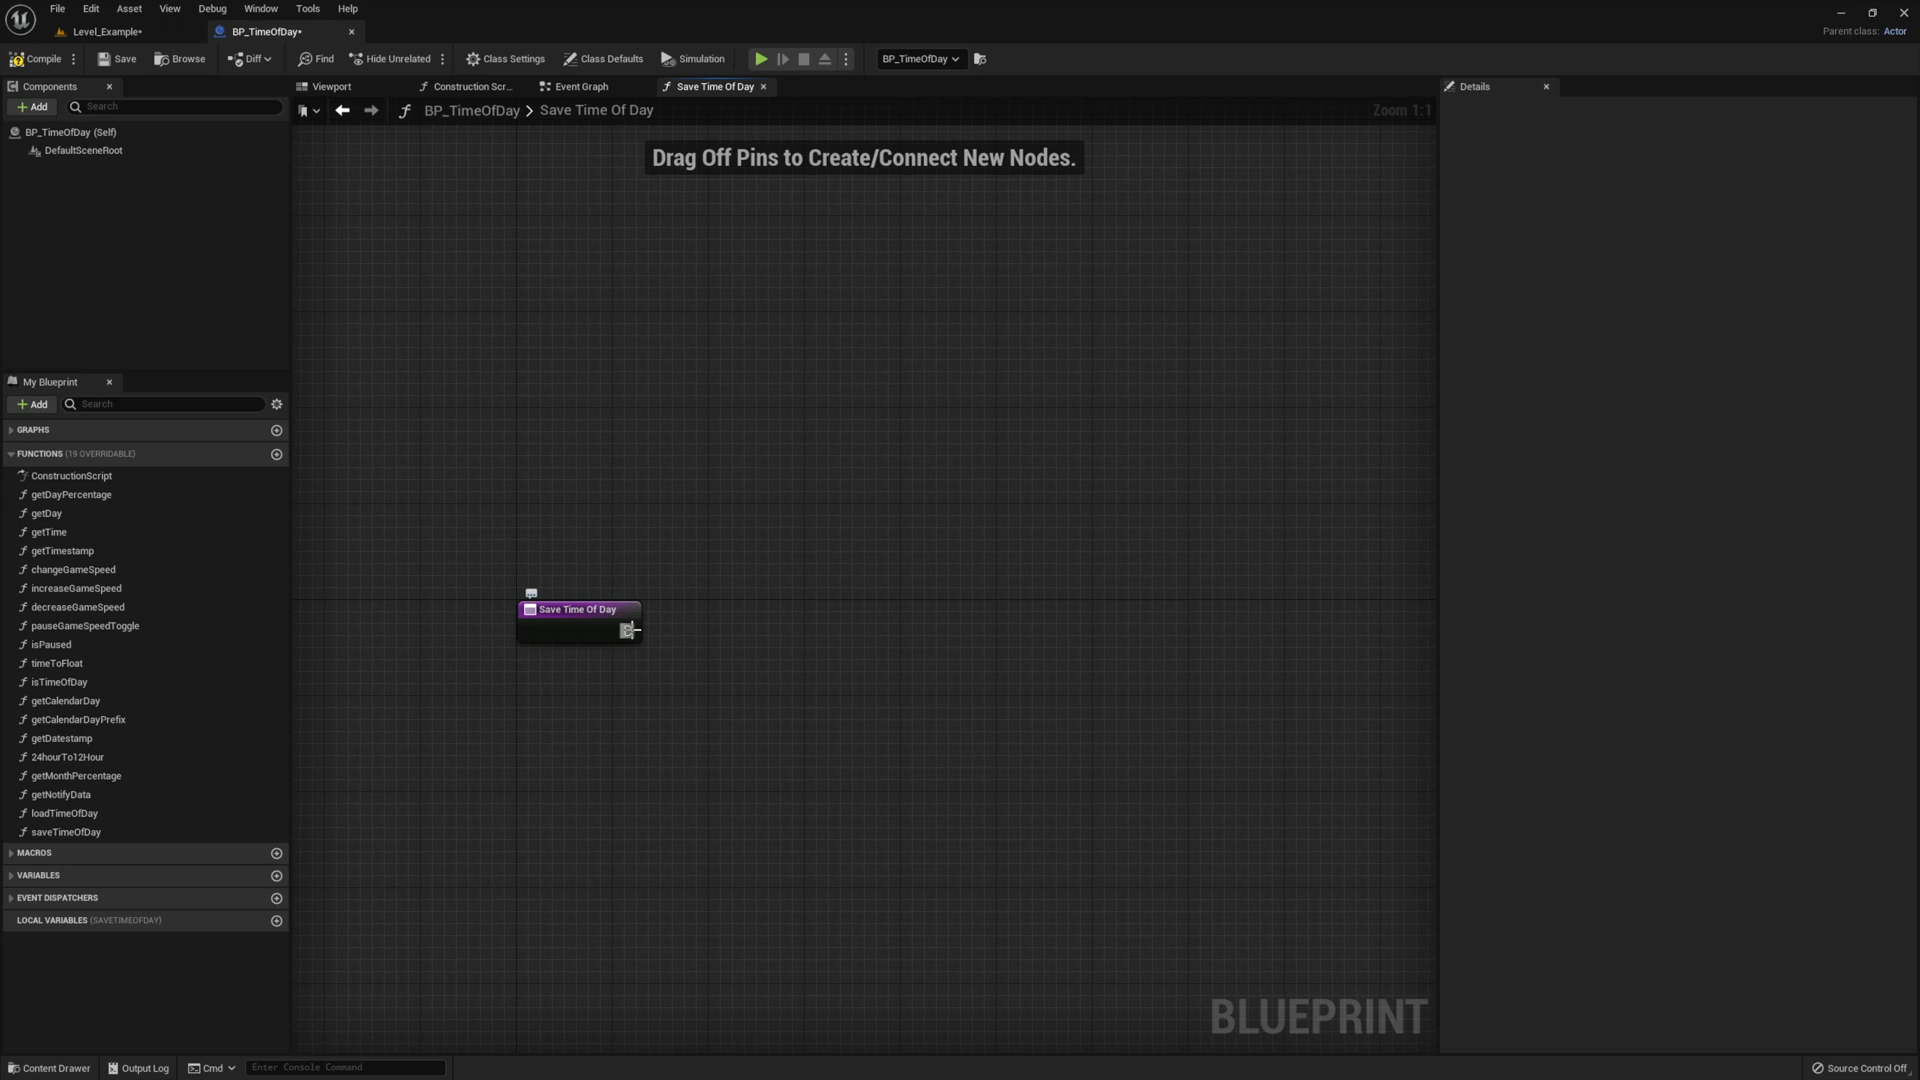 File Edit Asset View Debug Window Tools Help
Level_Example*
BP_TimeOfDay*
Parent class: Actor
Compile
Save
Browse
Diff
Find
Hide Unrelated
Class Settings
Class Defaults
Simulation
BP_TimeOfDay
Components
Viewport
Construction Scr...
Event Graph
Save Time Of Day
Details
Add
Search
BP_TimeOfDay > Save Time Of Day
Zoom 1:1
BP_TimeOfDay (Self)
DefaultSceneRoot
Drag Off Pins to Create/Connect New Nodes.
My Blueprint
Add
Search
GRAPHS
FUNCTIONS (19 OVERRIDABLE)
ConstructionScript
getDayPercentage
getDay
getTime
getTimestamp
changeGameSpeed
increaseGameSpeed
decreaseGameSpeed
pauseGameSpeedToggle
isPaused
timeToFloat
isTimeOfDay
getCalendarDay
getCalendarDayPrefix
getDatestamp
24hourTo12Hour
getMonthPercentage
getNotifyData
loadTimeOfDay
saveTimeOfDay
MACROS
VARIABLES
EVENT DISPATCHERS
LOCAL VARIABLES (SAVETIMEOFDAY)
Save Time Of Day
BLUEPRINT
Content Drawer
Output Log
Cmd
Enter Console Command
Source Control Off